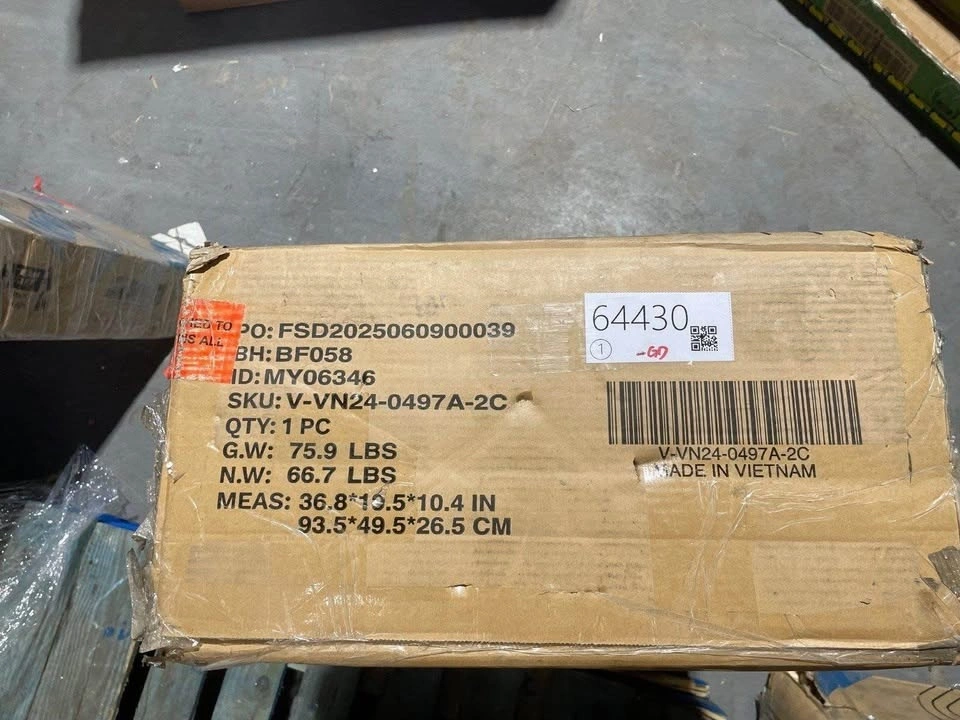 TO
ALL
PO: FSD2025060900039
BH: BF058
ID: MY06346
SKU: V-VN24-0497A-2C
QTY: 1 PC
G.W: 75.9 LBS
N.W: 66.7 LBS
MEAS: 36.8*19.5*10.4 IN
93.5*49.5*26.5 CM
64430
1
-GD
V-VN24-0497A-2C
MADE IN VIETNAM